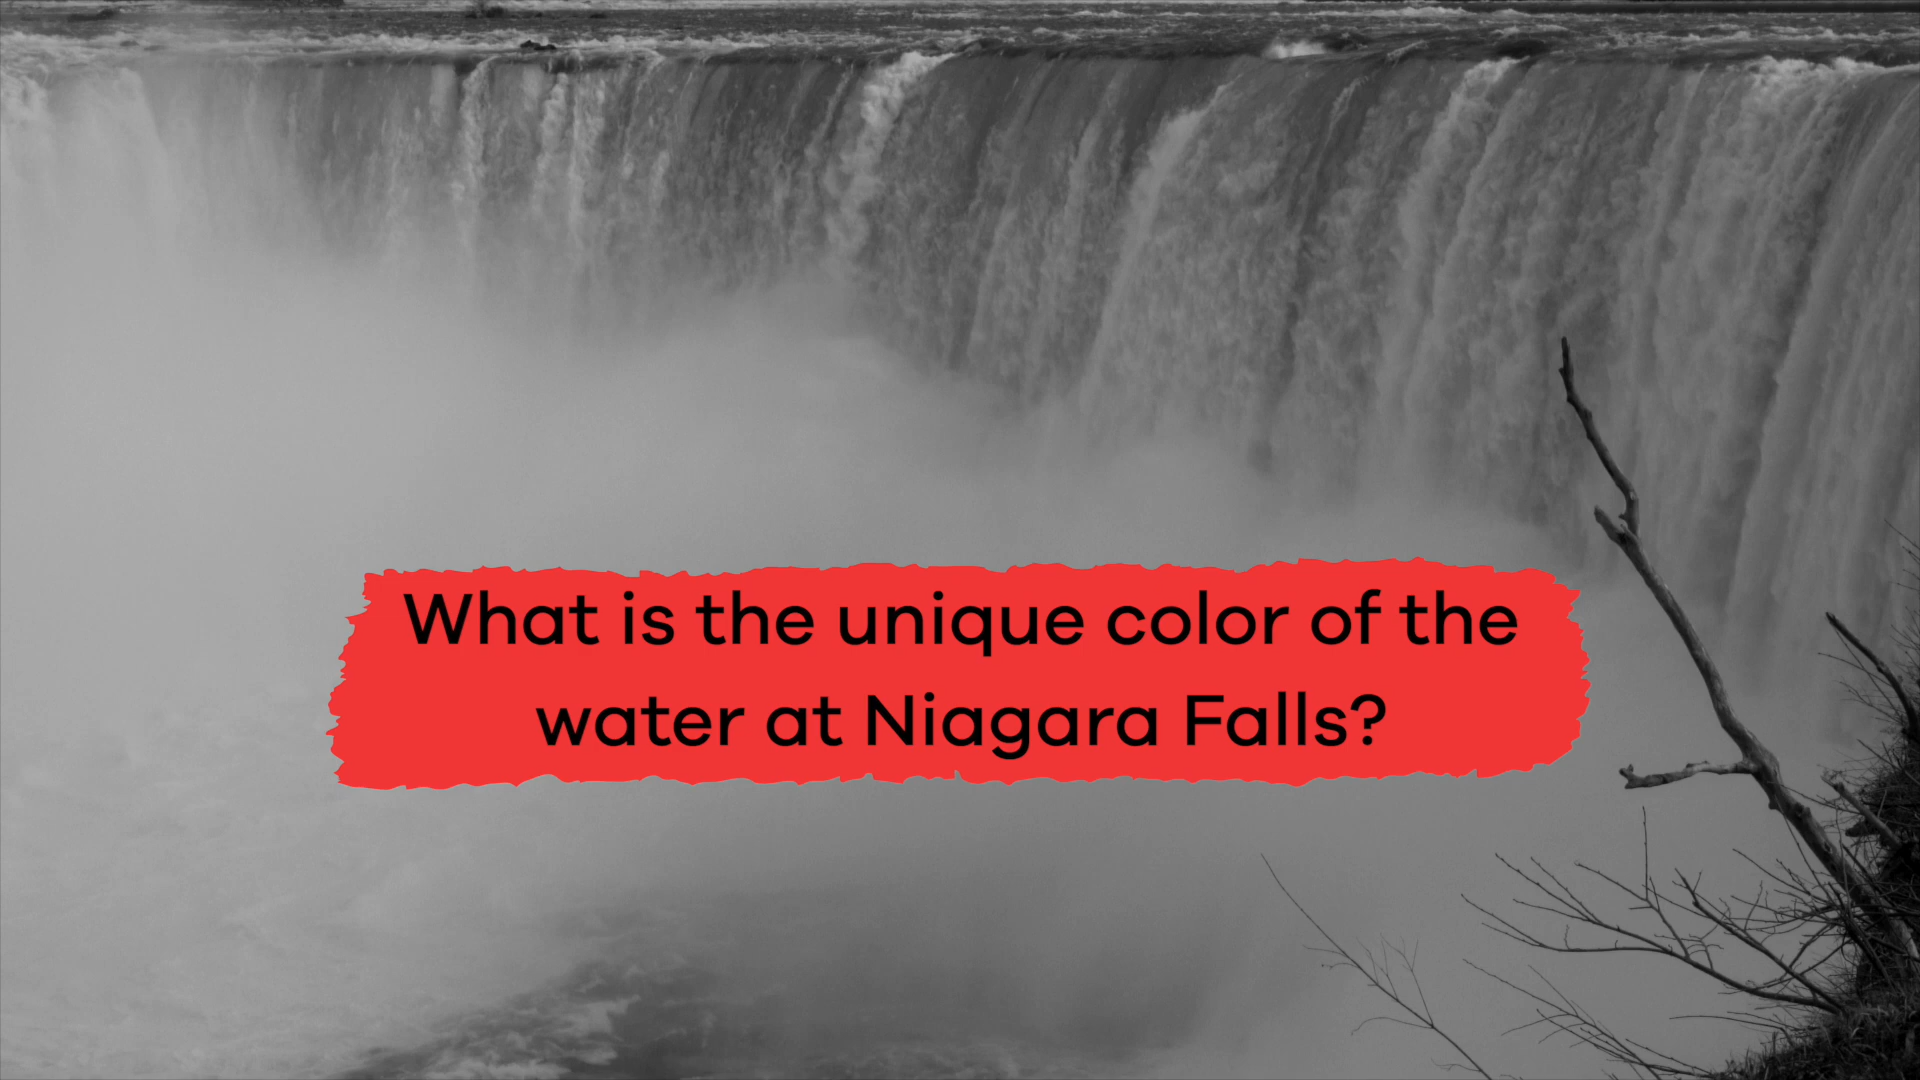 What is the unique color of the
water at Niagara Falls?